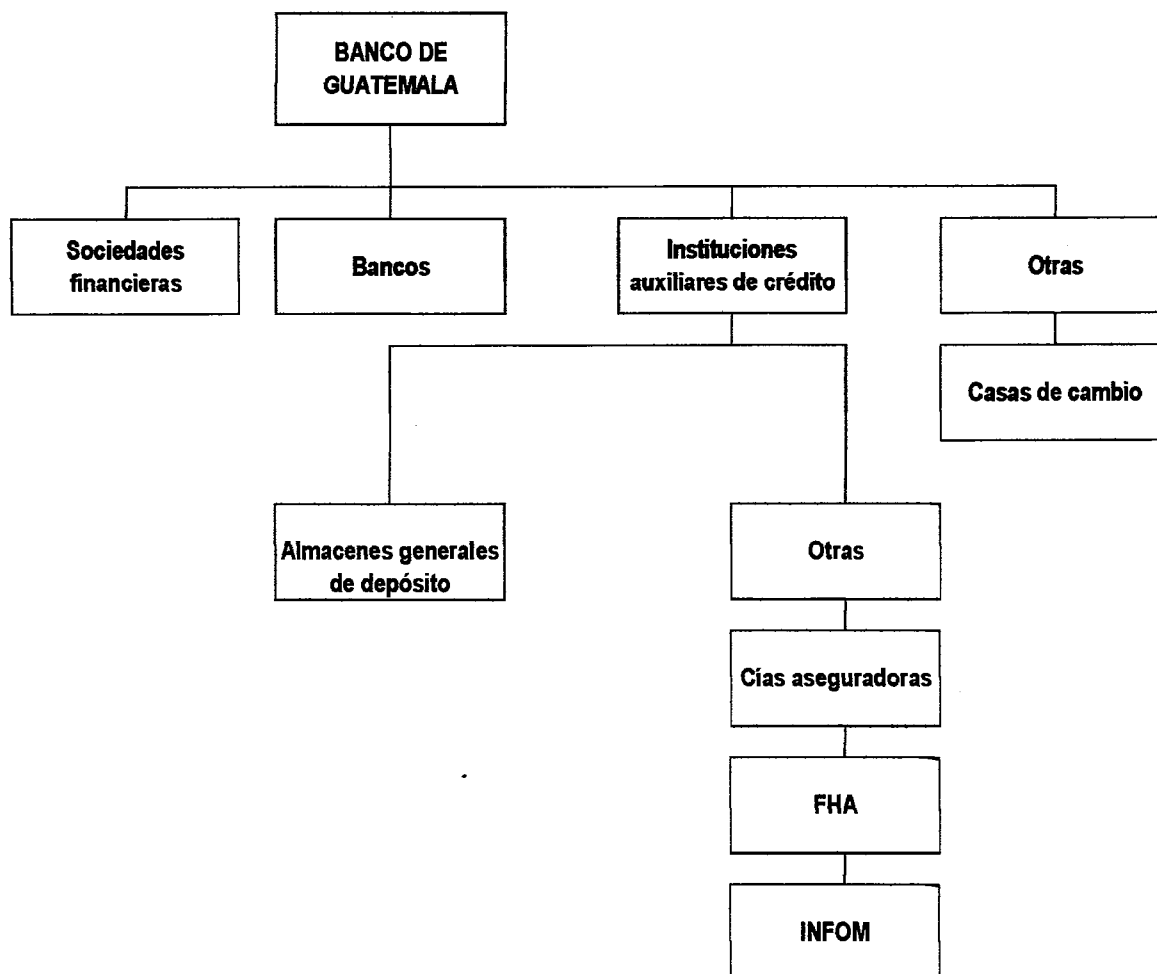 BANCO DE
GUATEMALA
Sociedades
financieras
Bancos
Instituciones
auxiliares de crédito
Otras
Casas de cambio
Almacenes generales
de depósito
Otras
Cías aseguradoras
FHA
INFOM